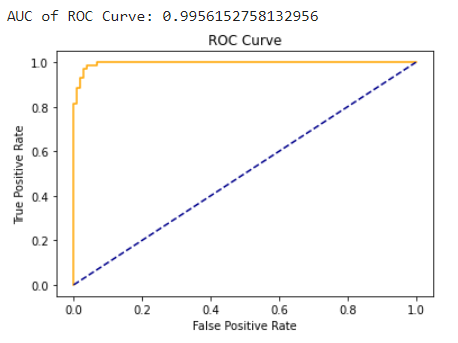 AUC of ROC Curve: 0.9956152758132956
ROC Curve
1.0
0.8
0.6
0.4
0.2
0.0
True Positive Rate
0.0 0.2 0.4 0.6 0.8 1.0
False Positive Rate